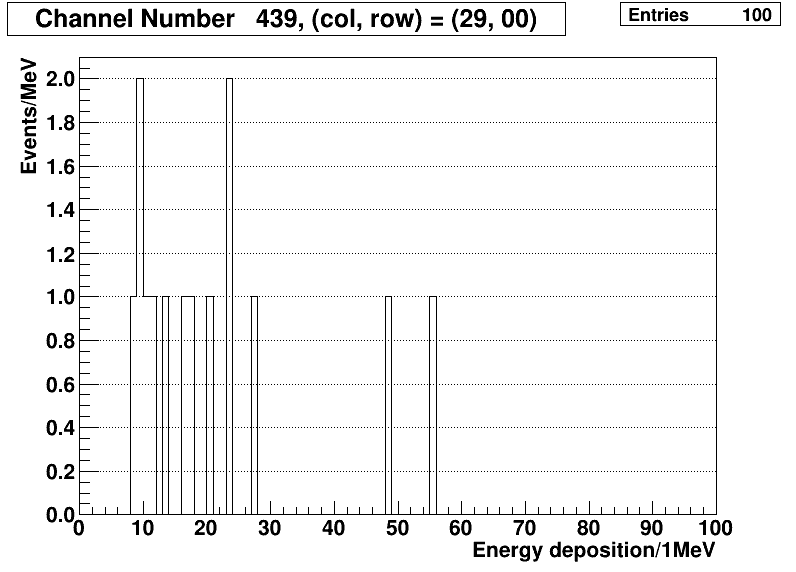 Channel Number 439, (col, row) = (29, 00)
Entries 100
Events/MeV
2.0
1.8
1.6
1.4
1.2
1.0
0.8
0.6
0.4
0.2
0.0
0 10 20 30 40 50 60 70 80 90 100
Energy deposition/1MeV